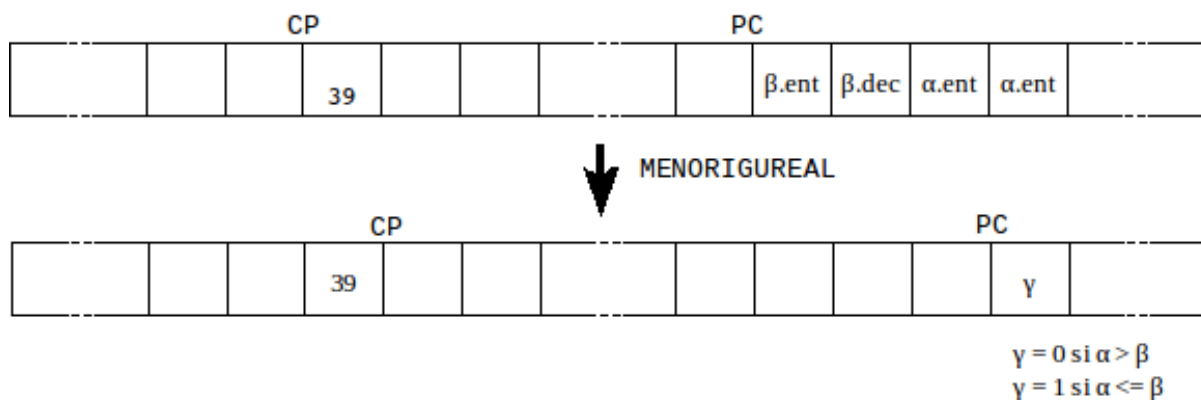 CP PC
39 β.ent β.dec α.ent α.ent
MENORIGUREAL
CP PC
39 γ
γ = 0 si α > β
γ = 1 si α <= β